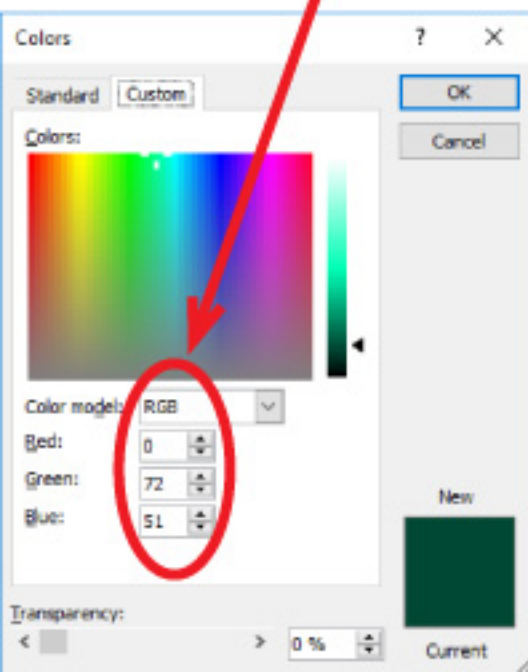 Colors ? ×
Standard Custom OK
Colors: Cancel
Color model: RGB
Red: 0
Green: 72
Blue: 51
New
Transparency:
< > 0 %
Current